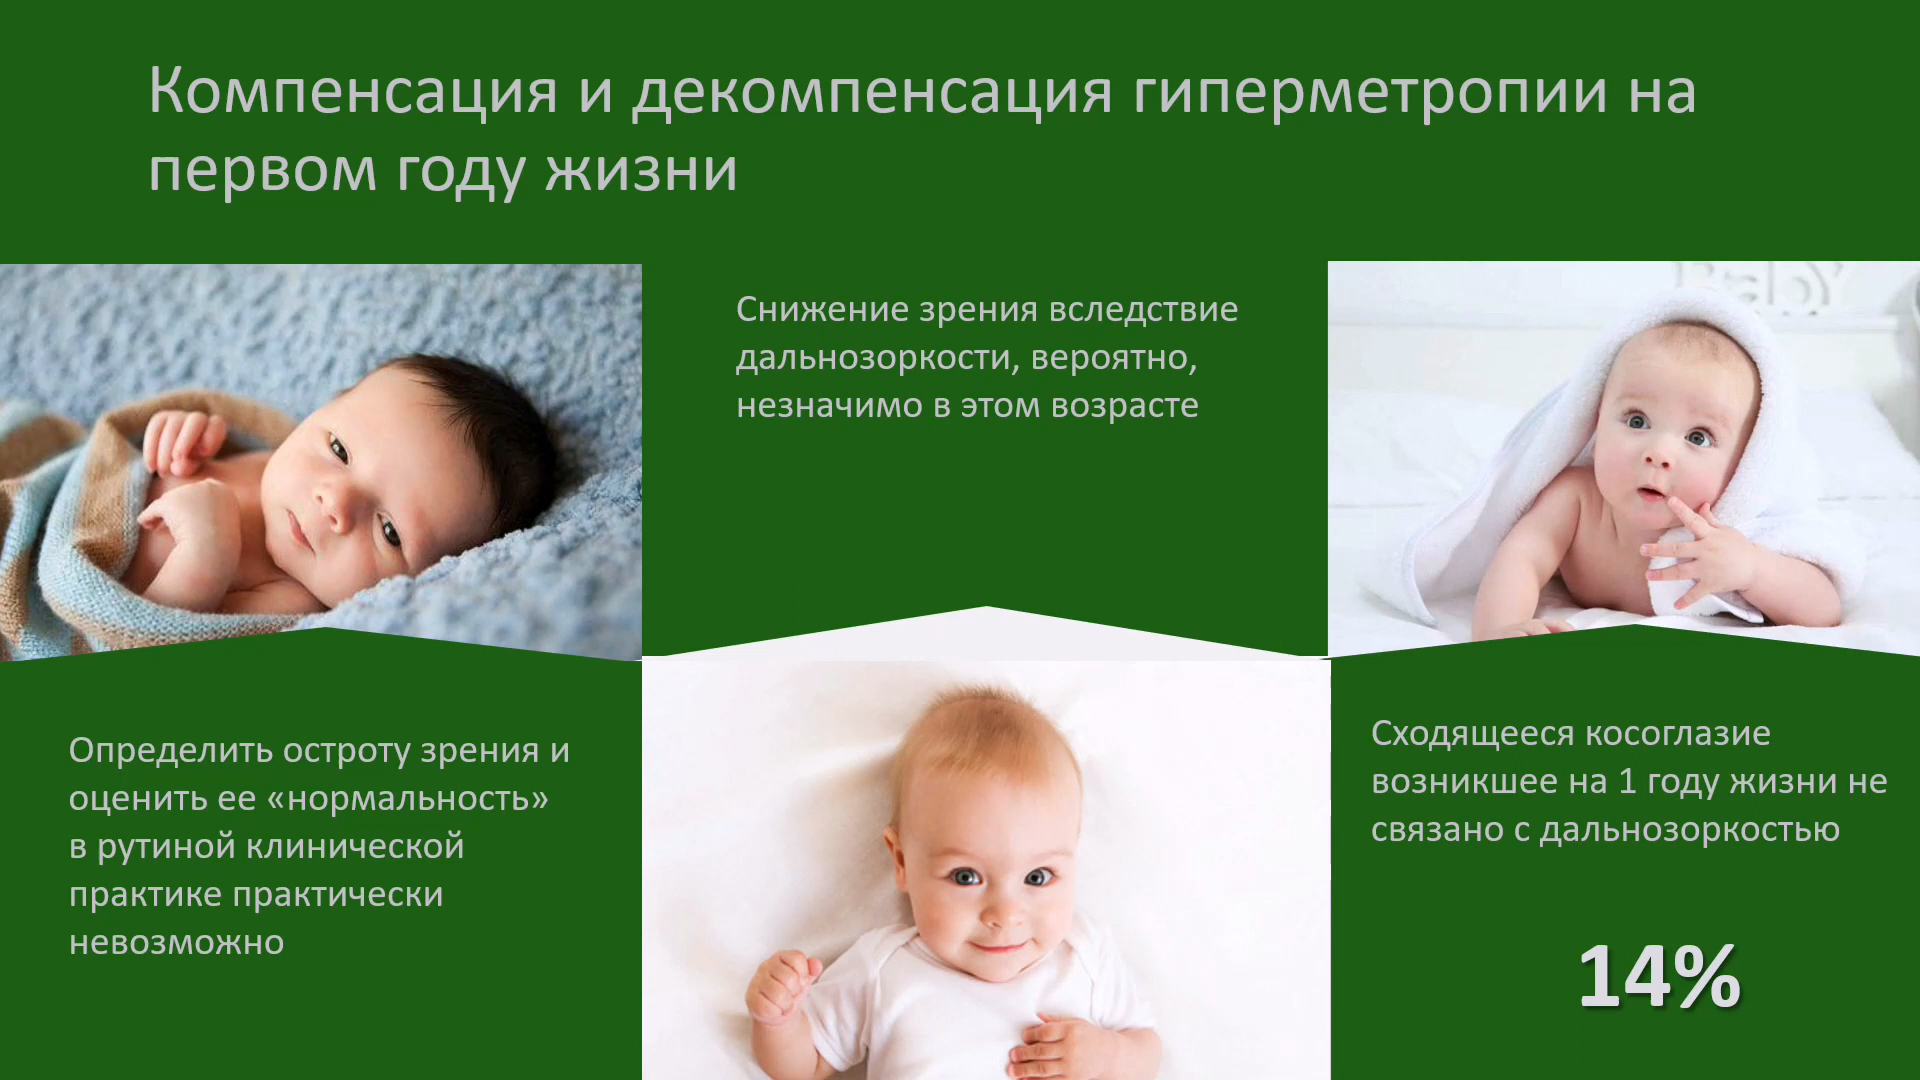 Компенсация и декомпенсация гиперметропии на
первом году жизни
Снижение зрения вследствие
дальнозоркости, вероятно,
незначимо в этом возрасте
Определить остроту зрения и
оценить ее «нормальность»
в рутиной клинической
практике практически
невозможно
Сходящееся косоглазие
возникшее на 1 году жизни не
связано с дальнозоркостью
14%